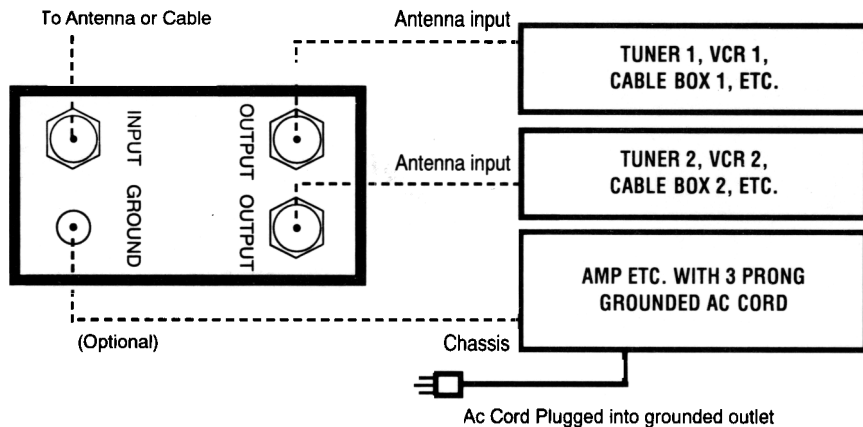 To Antenna or Cable
Antenna input
TUNER 1, VCR 1,
CABLE BOX 1, ETC.
INPUT
OUTPUT
Antenna input
TUNER 2, VCR 2,
CABLE BOX 2, ETC.
GROUND
OUTPUT
AMP ETC. WITH 3 PRONG
GROUNDED AC CORD
(Optional)
Chassis
Ac Cord Plugged into grounded outlet